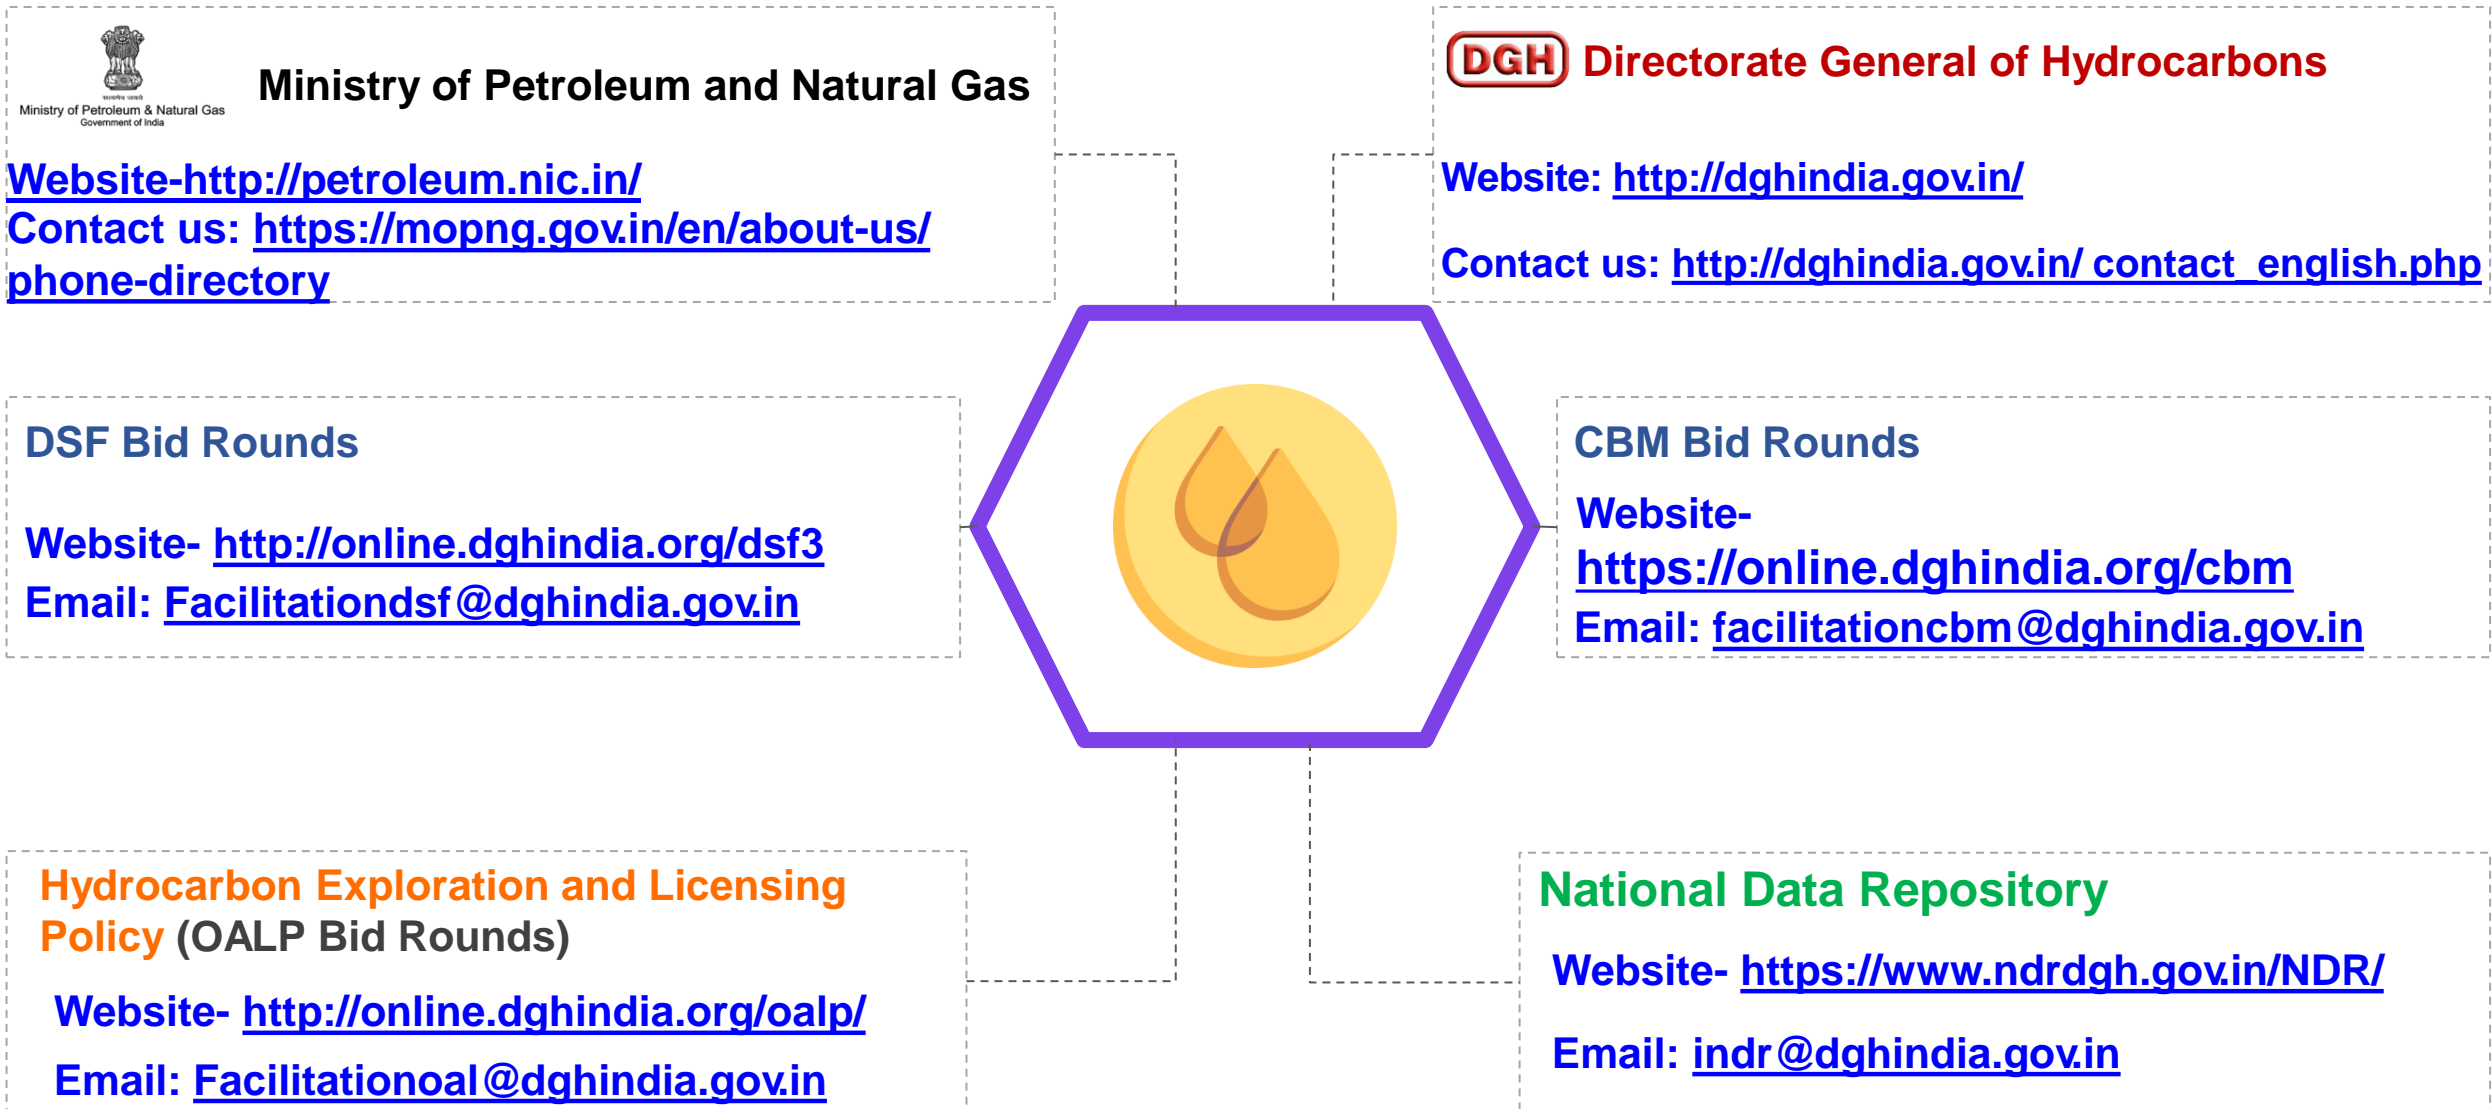 सत्यमेव जयते
Ministry of Petroleum & Natural Gas
Government of India
Ministry of Petroleum and Natural Gas
Website-http://petroleum.nic.in/
Contact us: https://mopng.gov.in/en/about-us/
phone-directory
DGH Directorate General of Hydrocarbons
Website: http://dghindia.gov.in/
Contact us: http://dghindia.gov.in/ contact_english.php
DSF Bid Rounds
Website- http://online.dghindia.org/dsf3
Email: Facilitationdsf@dghindia.gov.in
CBM Bid Rounds
Website-
https://online.dghindia.org/cbm
Email: facilitationcbm@dghindia.gov.in
Hydrocarbon Exploration and Licensing
Policy (OALP Bid Rounds)
Website- http://online.dghindia.org/oalp/
Email: Facilitationoal@dghindia.gov.in
National Data Repository
Website- https://www.ndrdgh.gov.in/NDR/
Email: indr@dghindia.gov.in